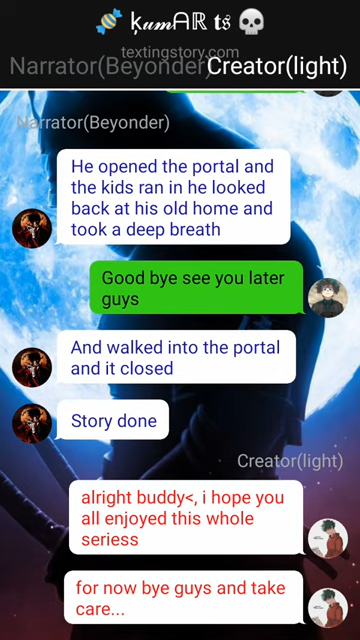 🍬 ķ𝓾𝓶ᗩℝ 𝐭𝔰 💀
textingstory.com
Narrator(Beyonder)Creator(light)
Narrator(Beyonder)
He opened the portal and
the kids ran in he looked
back at his old home and
took a deep breath
Good bye see you later
guys
And walked into the portal
and it closed
Story done
Creator(light)
alright buddy<, i hope you
all enjoyed this whole
seriess
for now bye guys and take
care...